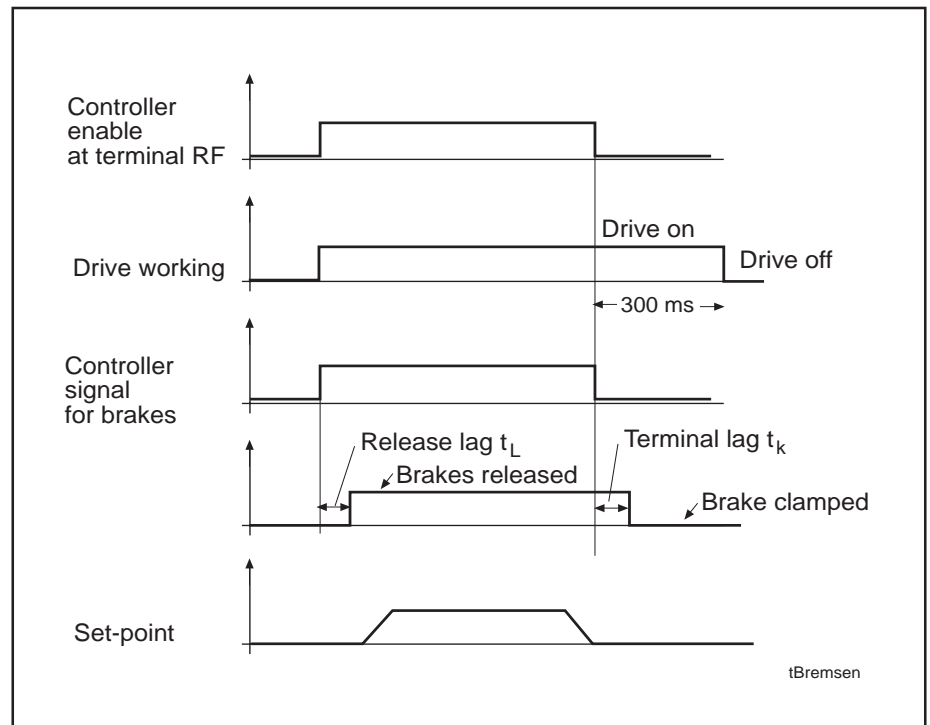 Controller
enable
at terminal RF
Drive on
Drive working
Drive off
300 ms
Controller
signal
for brakes
Release lag tL
Terminal lag tk
Brakes released
Brake clamped
Set-point
tBremsen